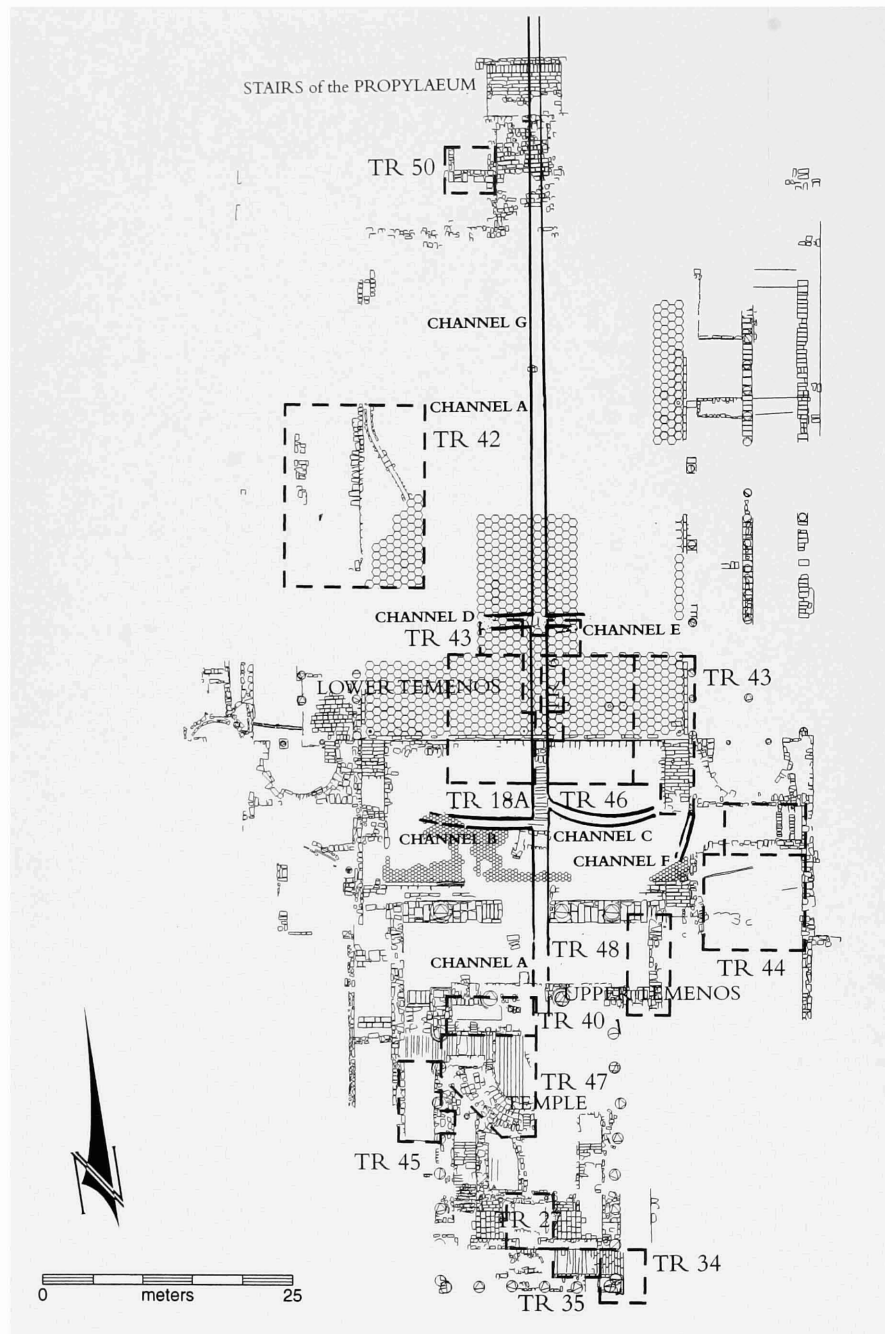 STAIRS of the PROPYLAEUM
TR 50
CHANNEL G
CHANNEL A
TR 42
CHANNEL D
CHANNEL E
TR 43
LOWER TEMENOS
TR 43
TR 18A
TR 46
CHANNEL B
CHANNEL C
CHANNEL F
TR 48
TR 44
CHANNEL A
UPPER TEMENOS
TR 40
TR 47
TEMPLE
TR 45
TR 27
TR 34
TR 35
N
0 meters 25